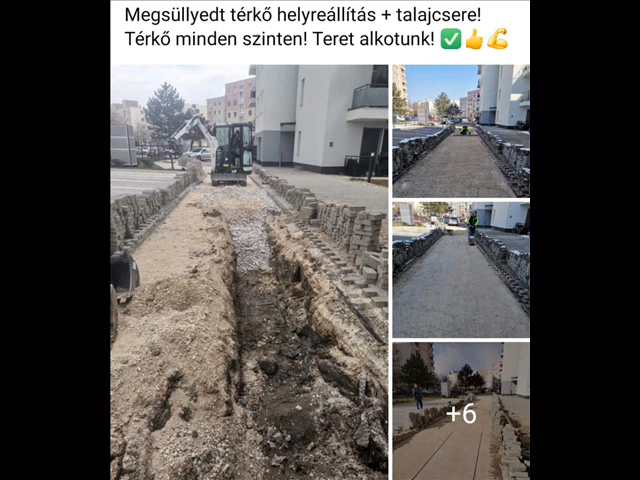 Megsüllyedt térkő helyreállítás + talajcsere!
Térkő minden szinten! Teret alkotunk! ✅👍💪
+6